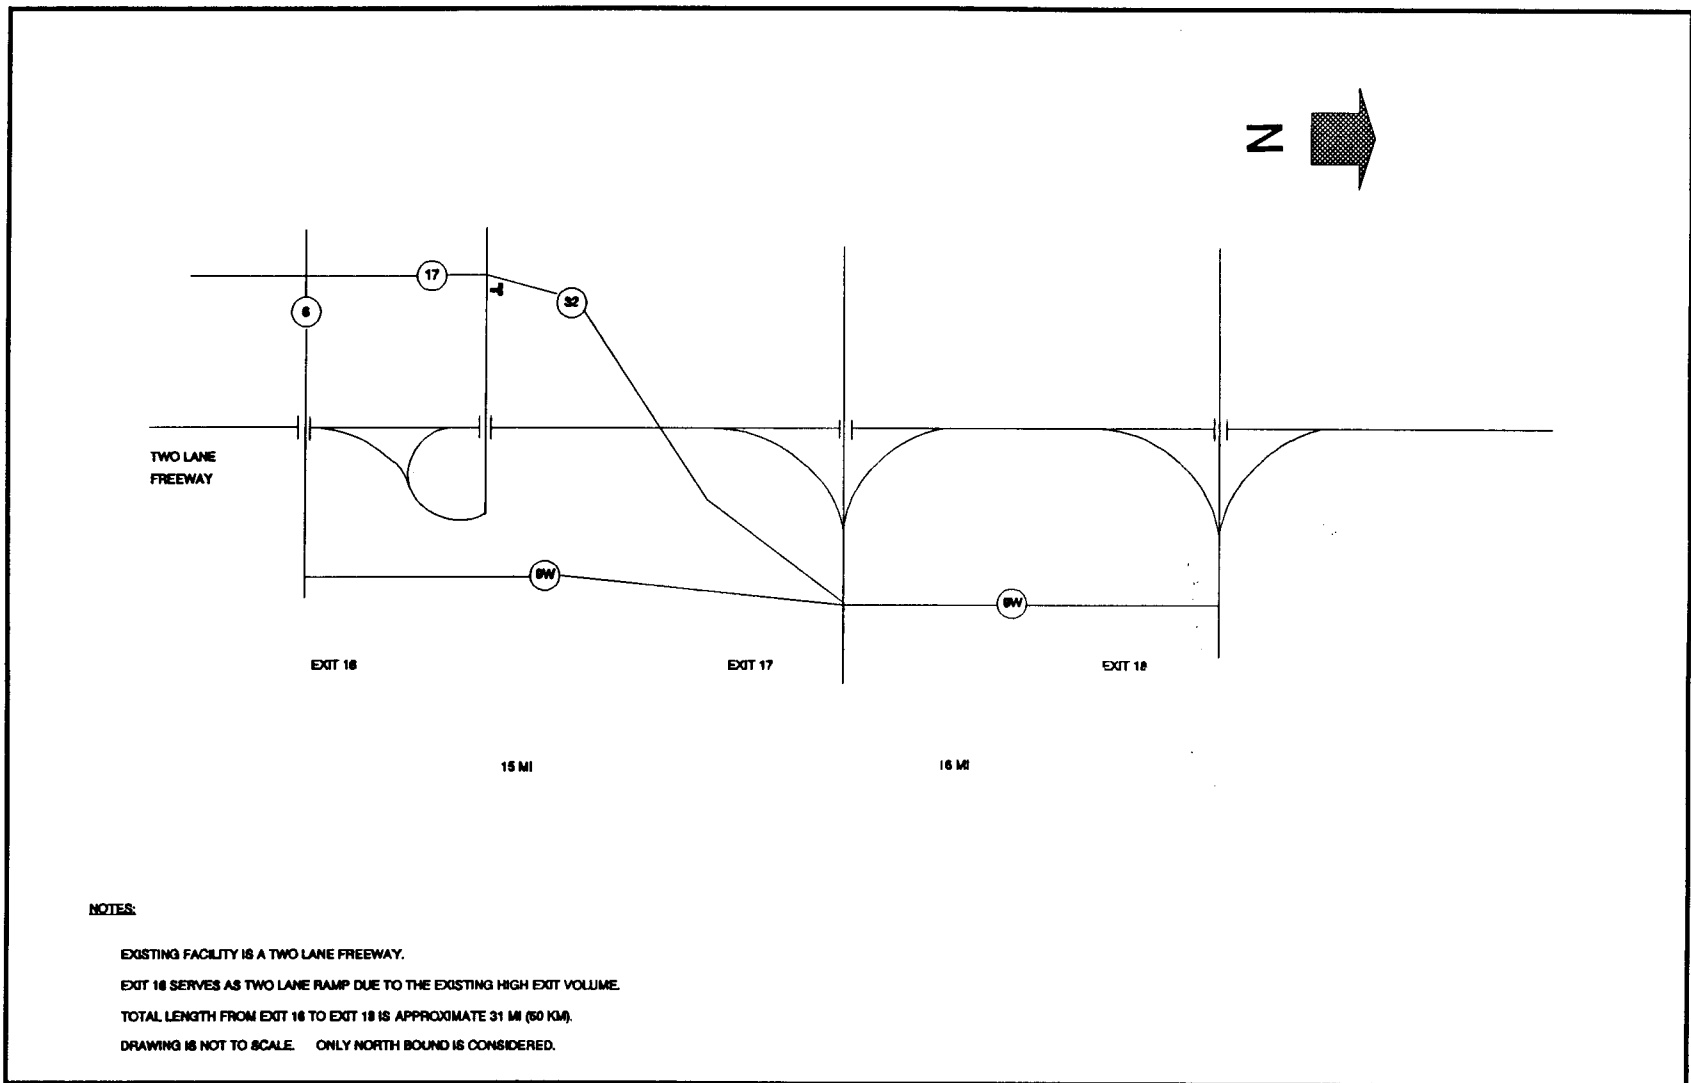 N
17
6
32
TWO LANE
FREEWAY
9W
9W
EXIT 16
EXIT 17
EXIT 18
15 MI
16 MI
NOTES:
EXISTING FACILITY IS A TWO LANE FREEWAY.
EXIT 16 SERVES AS TWO LANE RAMP DUE TO THE EXISTING HIGH EXIT VOLUME.
TOTAL LENGTH FROM EXIT 16 TO EXIT 18 IS APPROXIMATE 31 MI (50 KM).
DRAWING IS NOT TO SCALE. ONLY NORTH BOUND IS CONSIDERED.